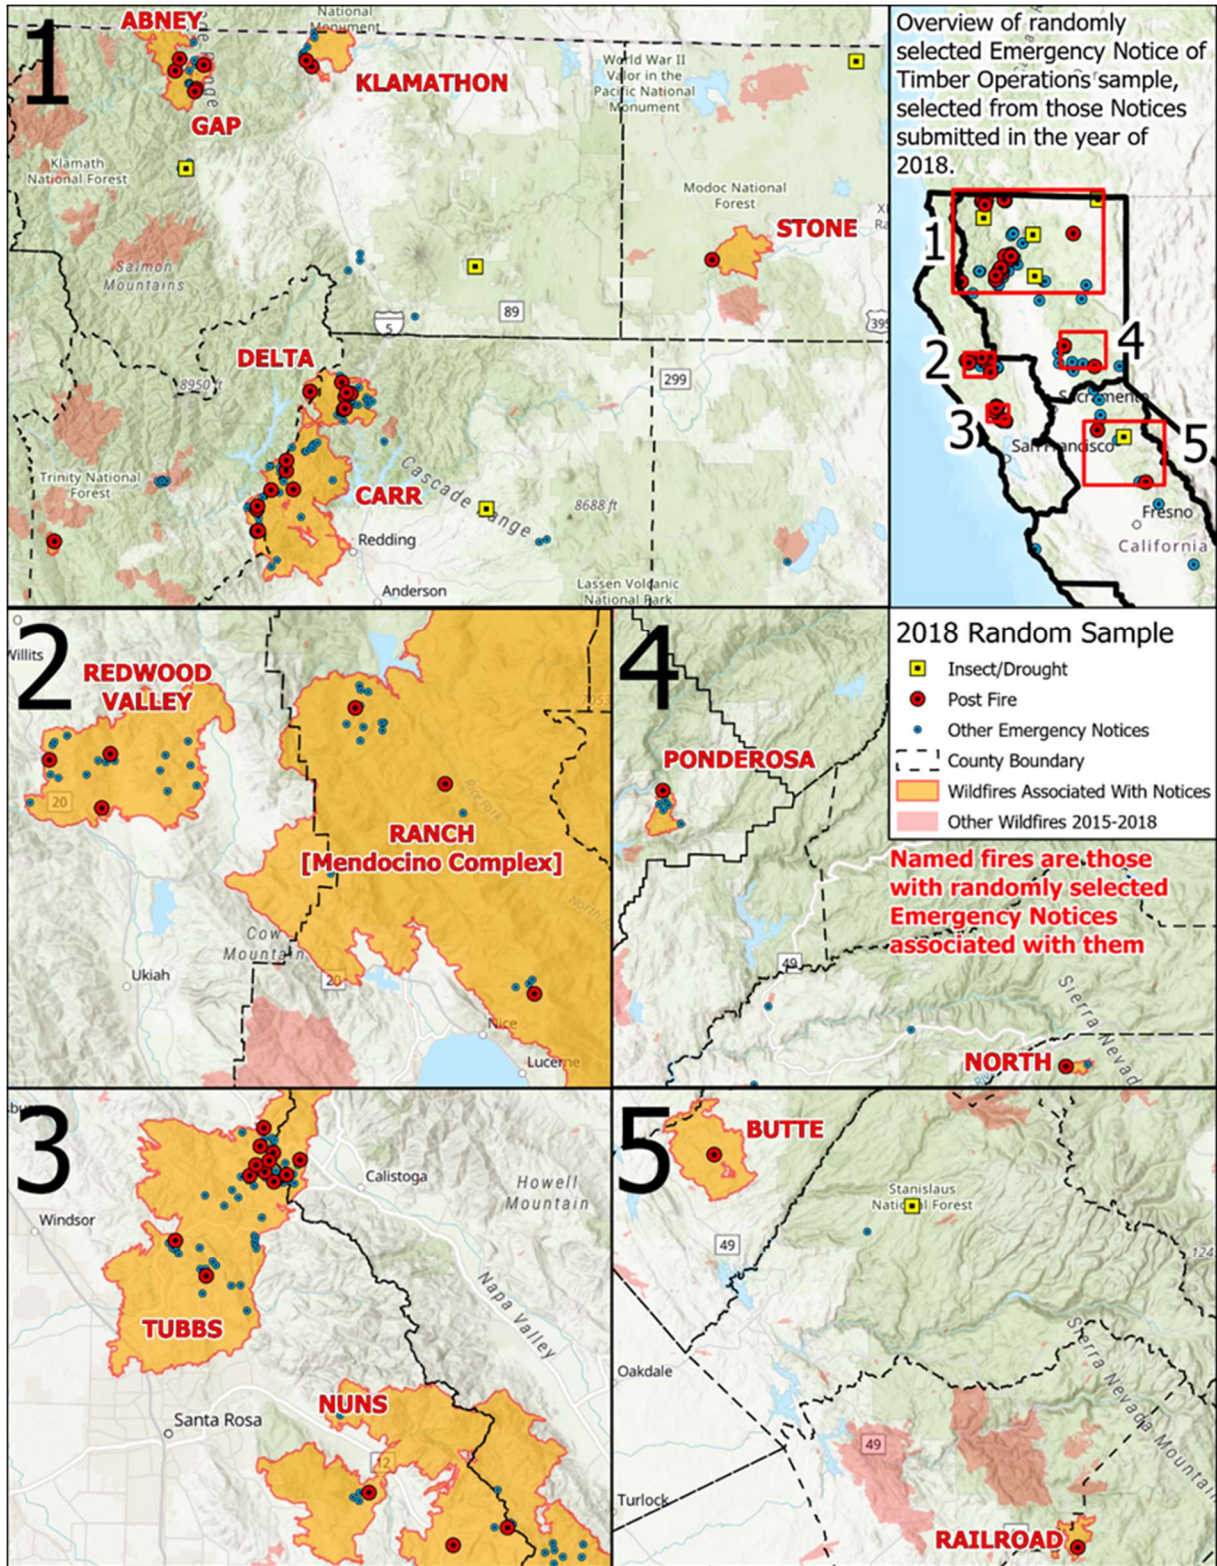 1
ABNEY
National
Monument
KLAMATHON
GAP
Klamath
National Forest
World War II
Valor in the
Pacific National
Monument
Modoc National
Forest
STONE
Salmon
Mountains
89
5
395
DELTA
8950 ft
299
Trinity National
Forest
CARR
Cascade Range
8688 ft
Redding
Anderson
Lassen Volcanic
National Park
Overview of randomly
selected Emergency Notice of
Timber Operations sample,
selected from those Notices
submitted in the year of
2018.
1
2
3
4
5
Sacramento
San Francisco
Fresno
California
2
Willits
REDWOOD
VALLEY
20
RANCH
[Mendocino Complex]
Cow
Mountain
Ukiah
20
Nice
Lucerne
4
PONDEROSA
49
Sierra Nevad
NORTH
2018 Random Sample
Insect/Drought
Post Fire
Other Emergency Notices
County Boundary
Wildfires Associated With Notices
Other Wildfires 2015-2018
Named fires are those
with randomly selected
Emergency Notices
associated with them
3
Calistoga
Howell
Mountain
Windsor
Napa Valley
TUBBS
NUNS
Santa Rosa
12
5
BUTTE
Stanislaus
National Forest
49
124
Oakdale
Sierra Nevada Mountain
49
Turlock
RAILROAD